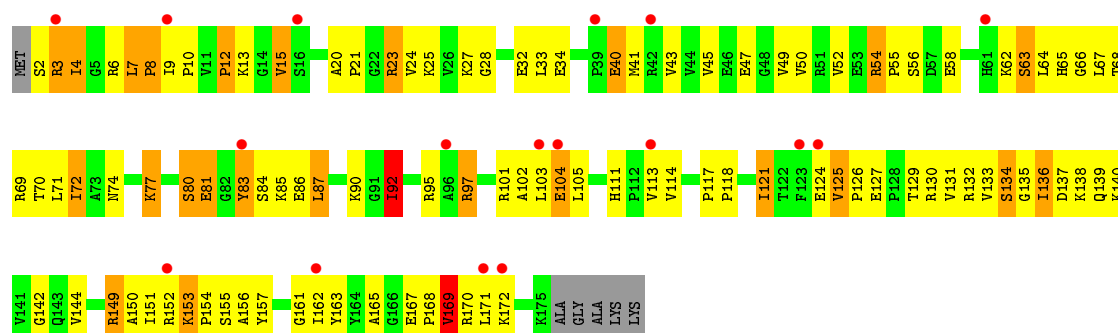 MET S2 R3 I4 G5 R6 L7 P8 I9 P10 V11 P12 K13 G14 V15 S16 A20 P21 G22 R23 V24 K25 V26 K27 G28 E32 L33 E34 P39 E40 M41 R42 V43 V44 V45 E46 E47 G48 V49 V50 R51 V52 E53 R54 P55 S56 D57 E58 H61 K62 S63 L64 H65 G66 L67 T68
R69 T70 L71 I72 A73 N74 K77 S80 E81 G82 Y83 S84 K85 E86 L87 K90 G91 I92 R95 A96 R97 R101 A102 L103 E104 L105 H111 P112 V113 V114 P117 P118 I121 T122 F123 E124 V125 P126 E127 P128 T129 R130 V131 R132 V133 S134 G135 I136 D137 K138 Q139 K140
V141 G142 Q143 V144 R149 A150 I151 R152 K153 P154 S155 A156 Y157 G161 I162 Y163 Y164 A165 G166 E167 P168 V169 R170 L171 K172 K175 ALA GLY ALA LYS LYS